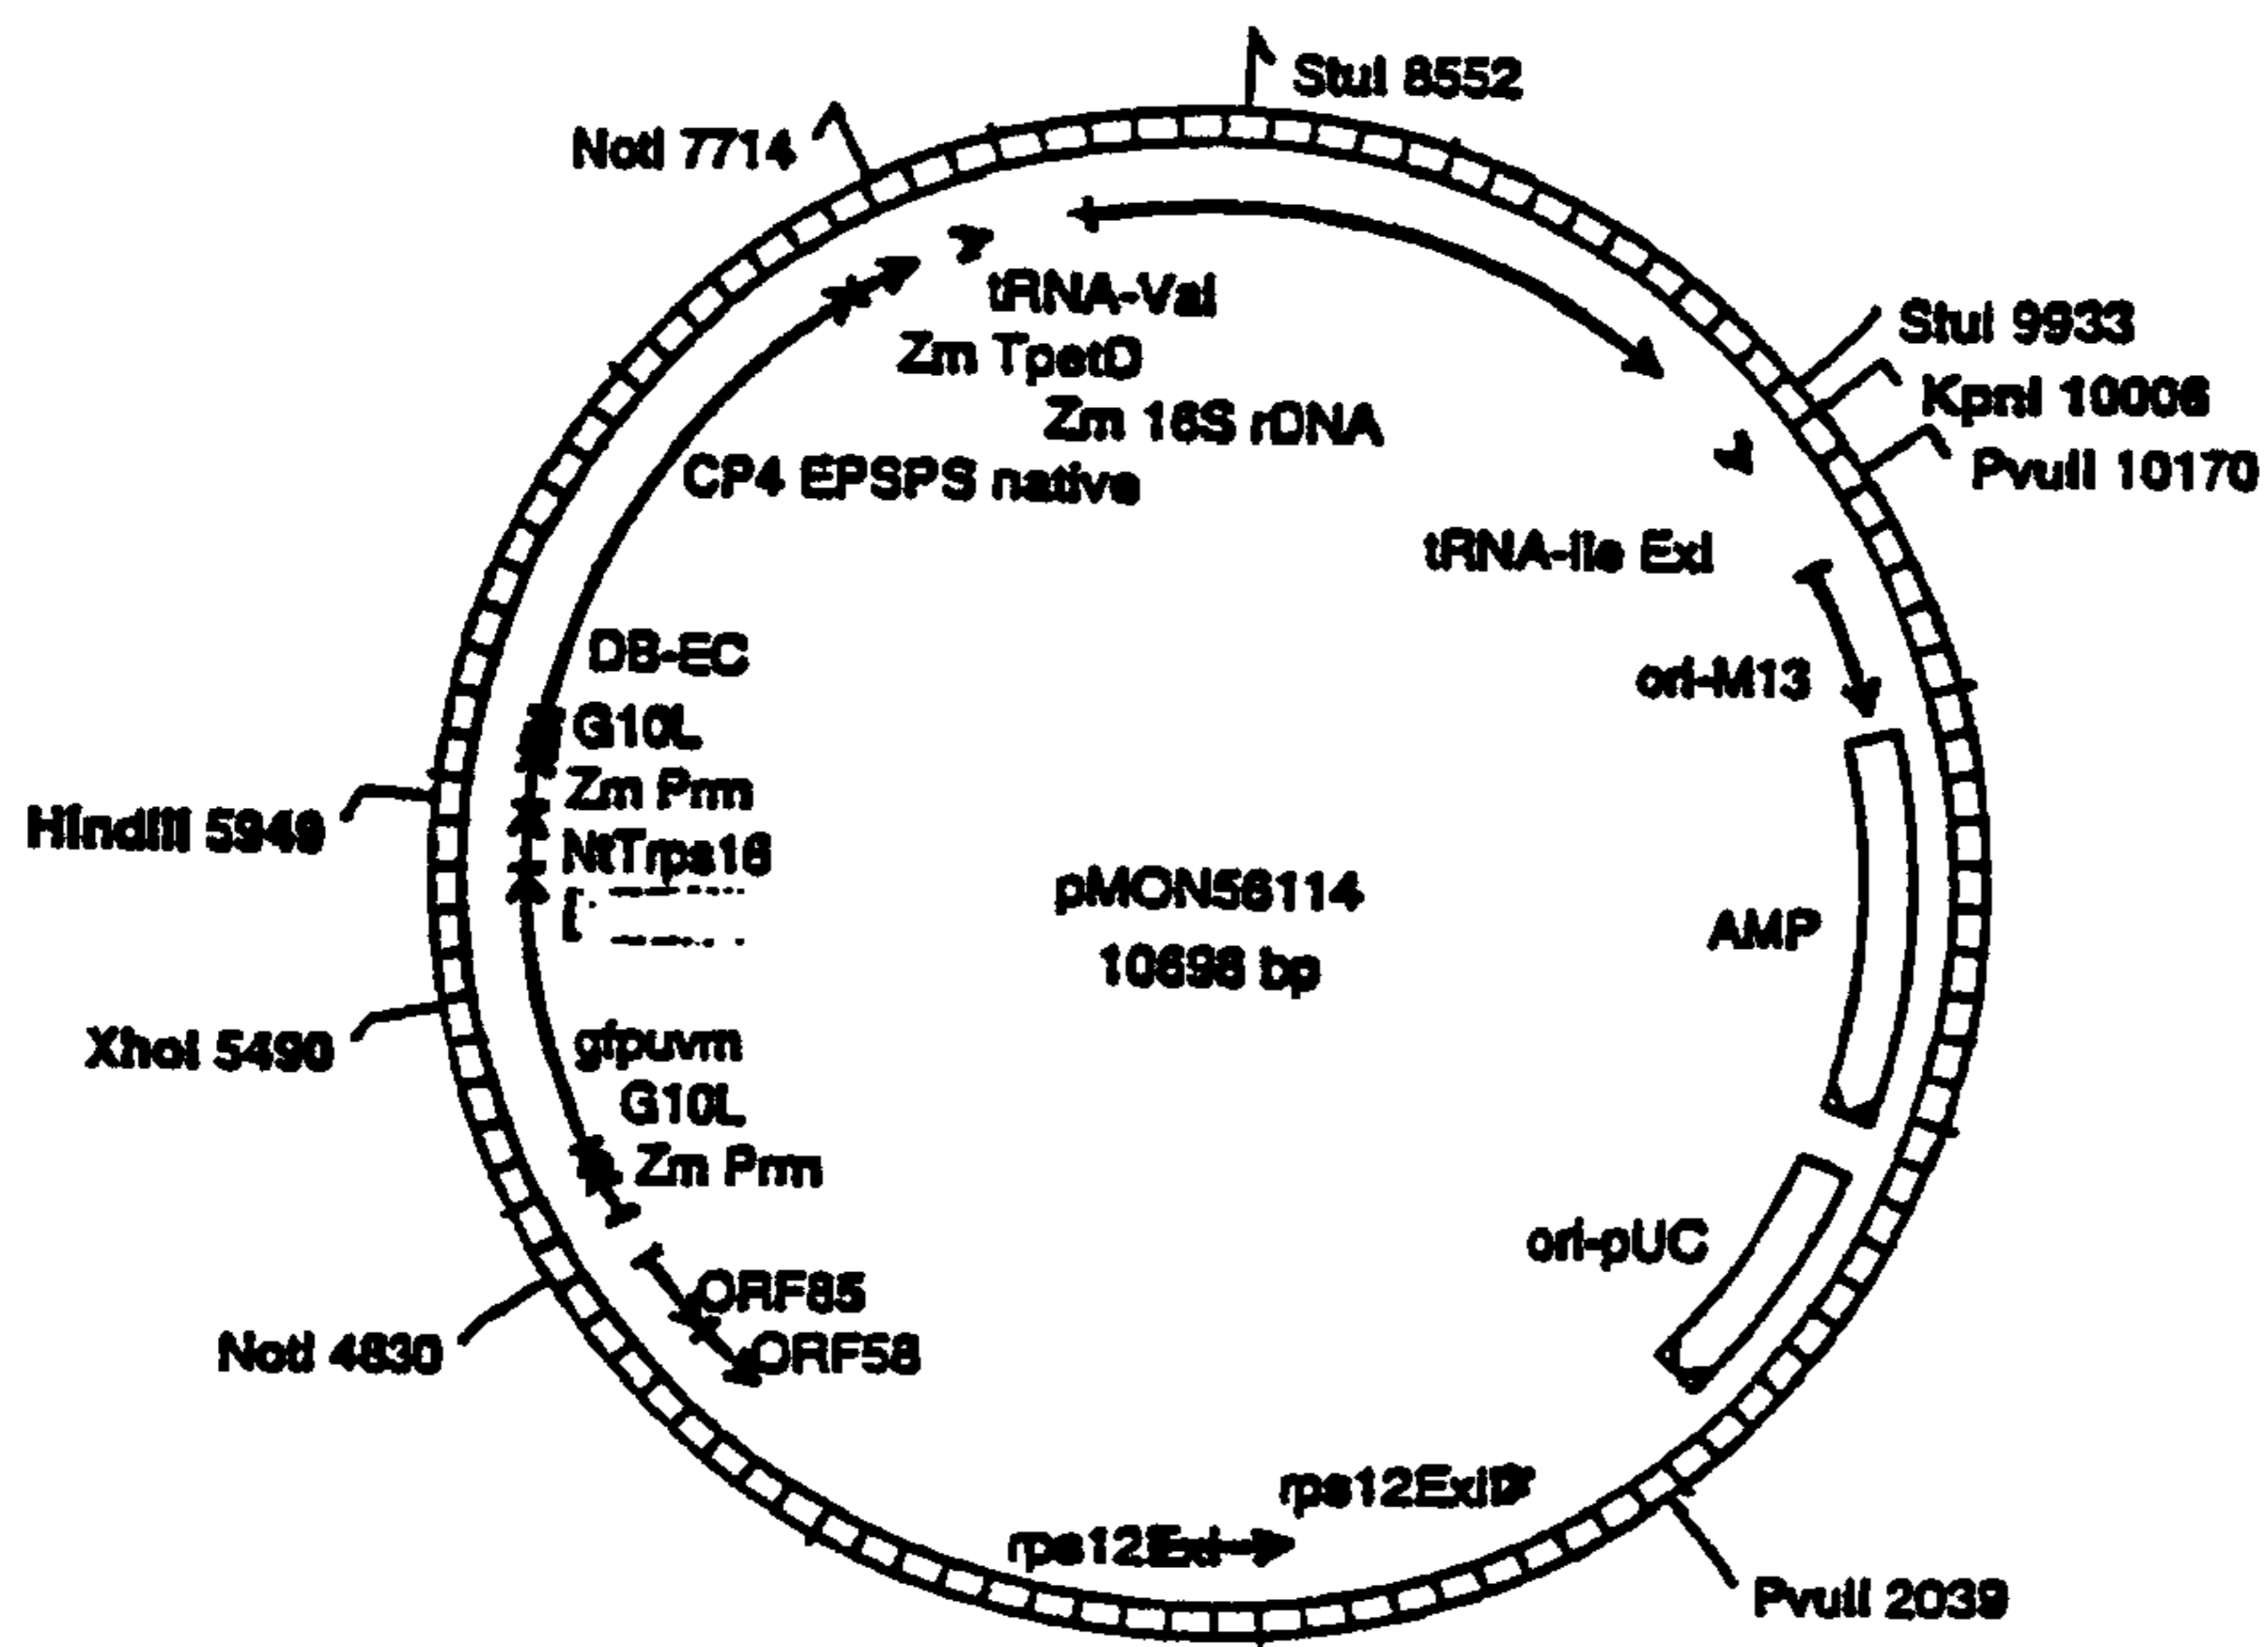 StuI 8552
NotI 7714
StuI 9933
KpnI 10006
PvuII 10170
tRNA-Val
Zm TpetD
Zm 16S rDNA
CP4 EPSPS native
tRNA-Ile ExI
ori-M13
DB-EC
G10L
Zm Prrn
HindIII 5949
NtTrps16
pMON56114
10698 bp
AMP
XhoI 5490
gfpuvm
G10L
Zm Prrn
ori-pUC
ORF85
NotI 4830
ORF58
rps12ExiD
rps12ExI
PvuII 2039